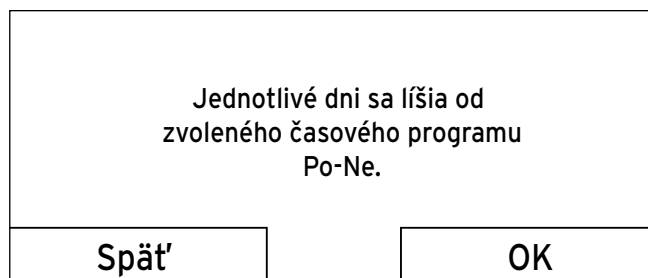 Jednotlivé dni sa líšia od
zvoleného časového programu
Po-Ne.
Späť
OK